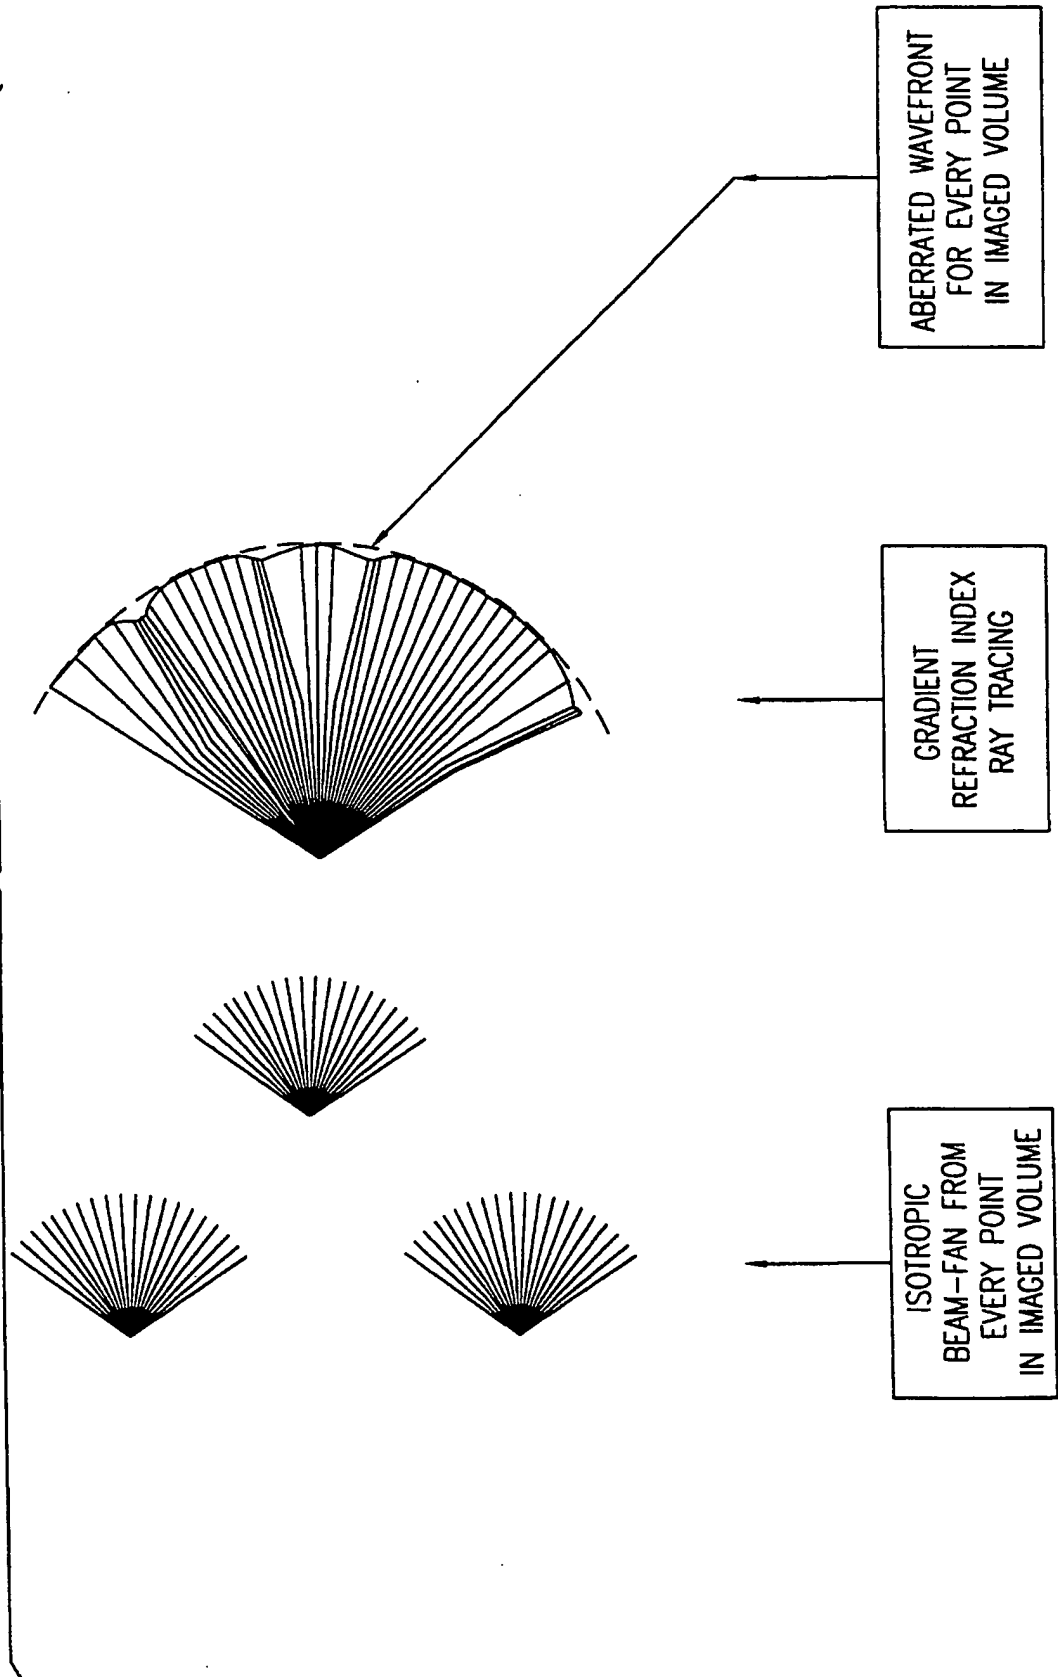 ISOTROPIC
BEAM-FAN FROM
EVERY POINT
IN IMAGED VOLUME
GRADIENT
REFRACTION INDEX
RAY TRACING
ABERRATED WAVEFRONT
FOR EVERY POINT
IN IMAGED VOLUME